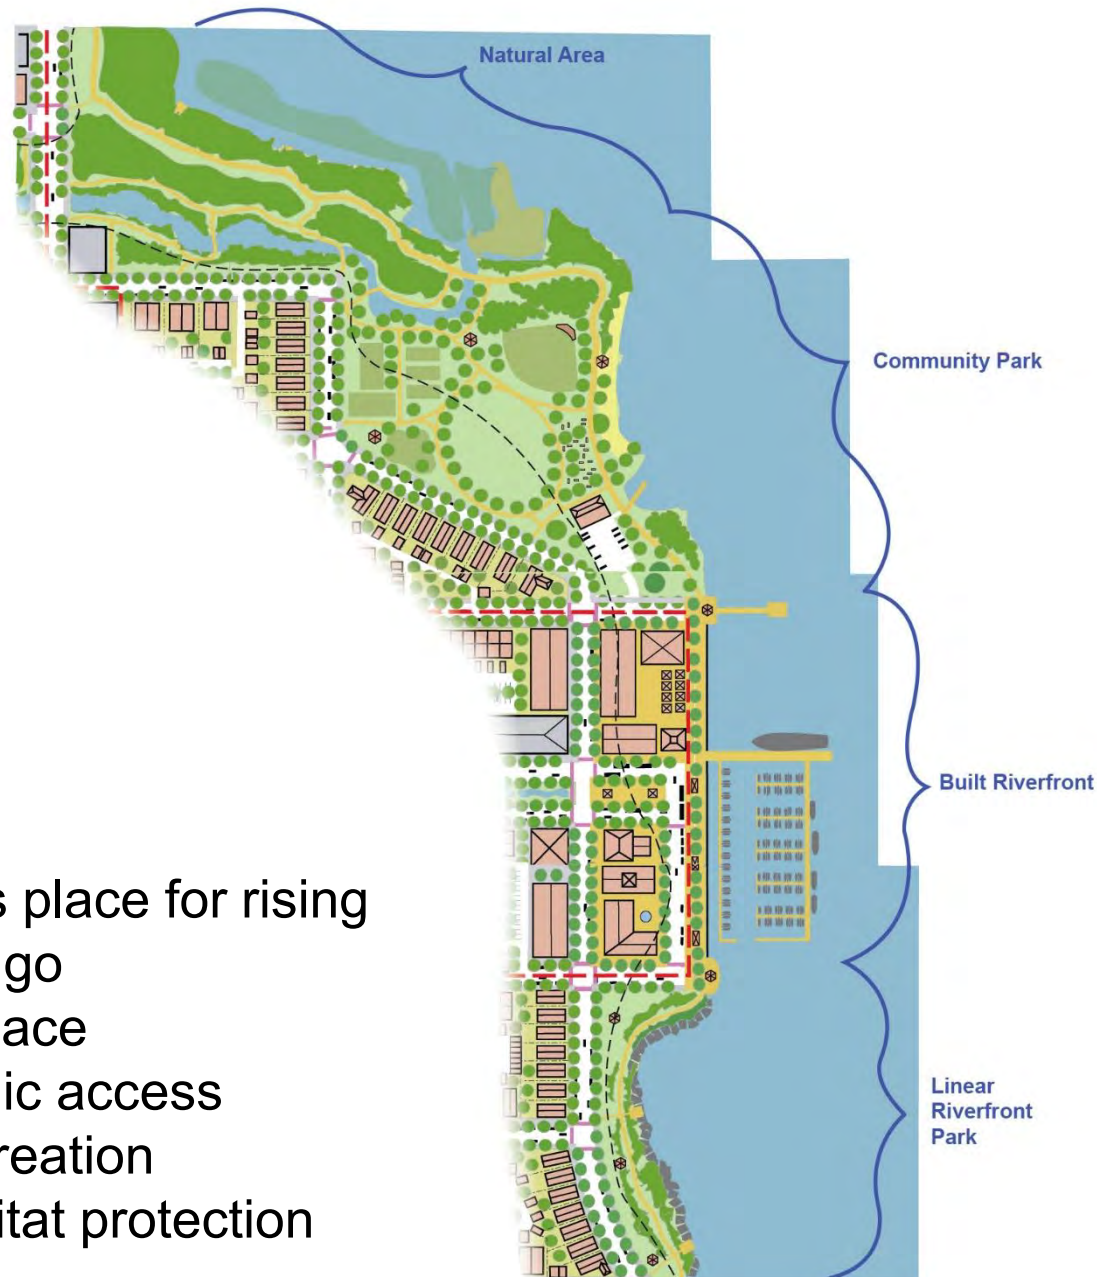 Natural Area
Community Park
Built Riverfront
s place for rising
go
ace
ic access
reation
itat protection
Linear
Riverfront
Park